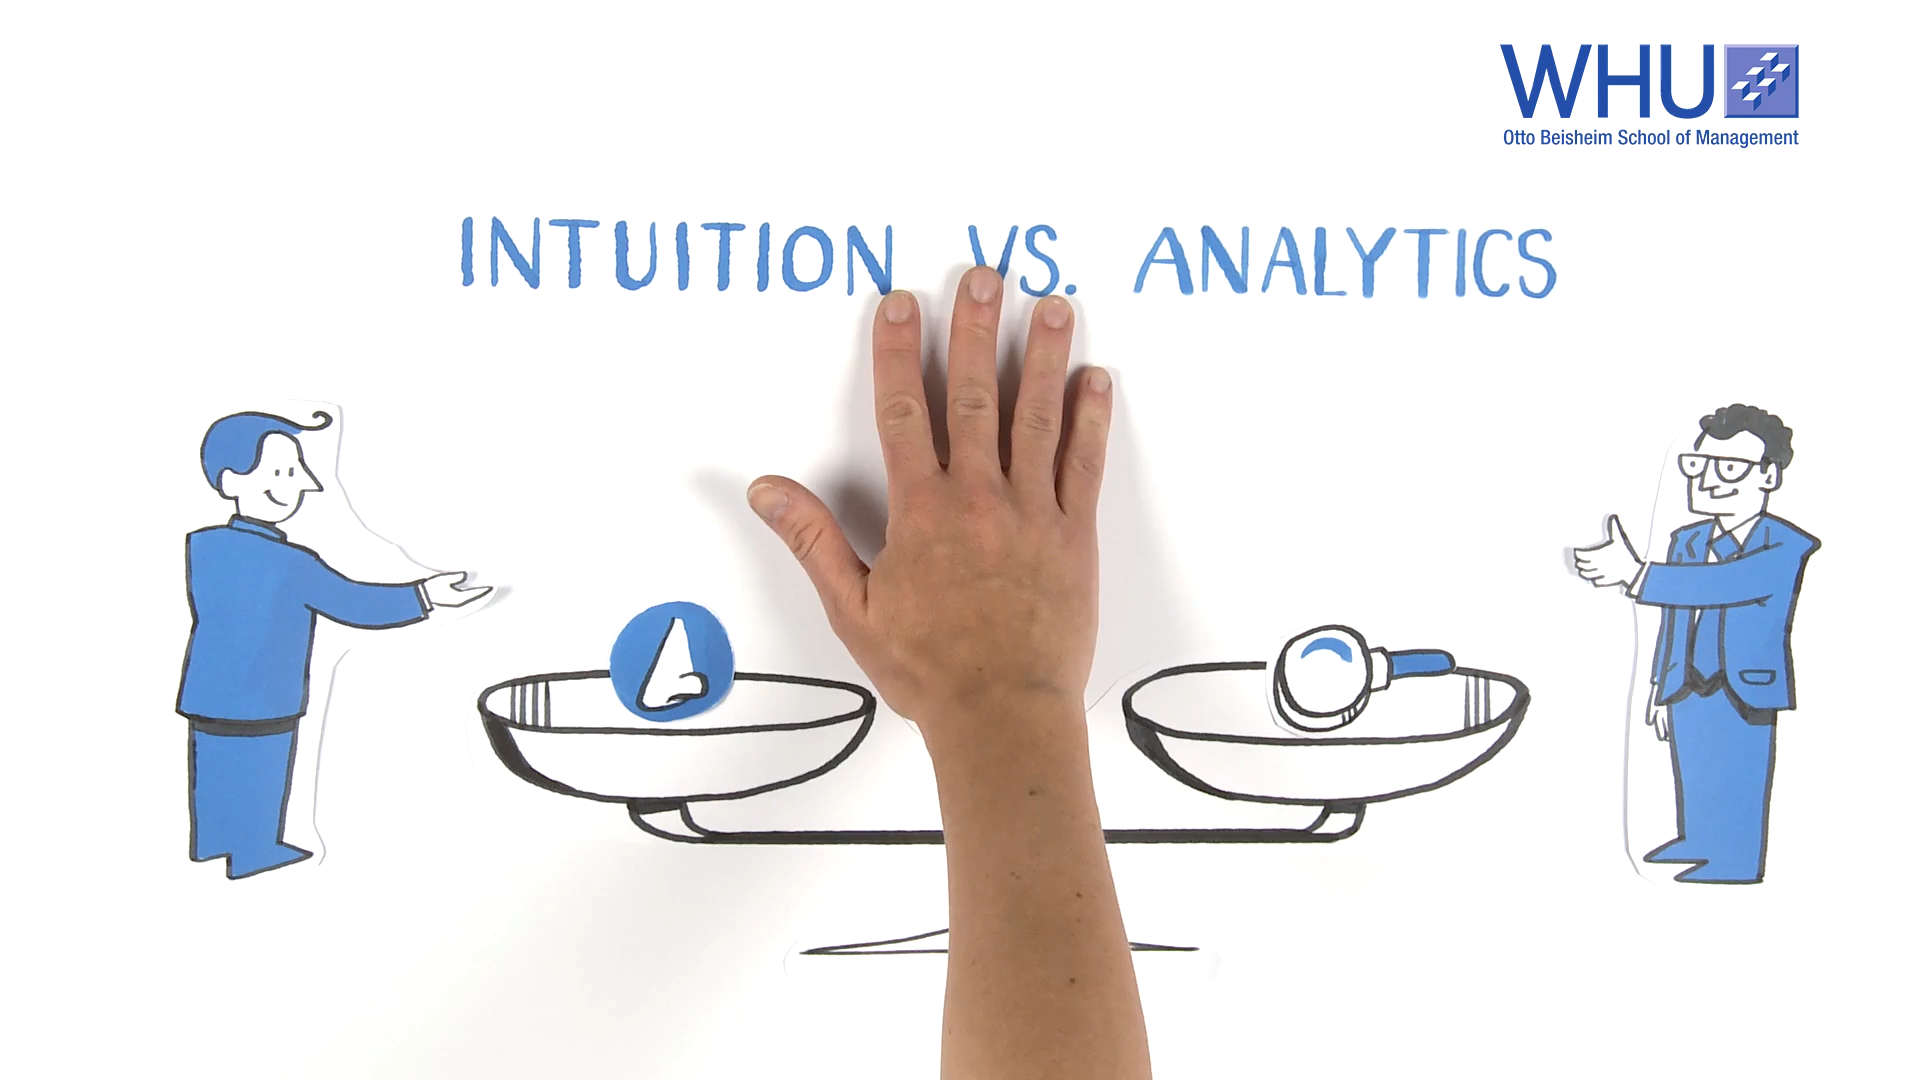 WHU
Otto Beisheim School of Management
INTUITION VS. ANALYTICS